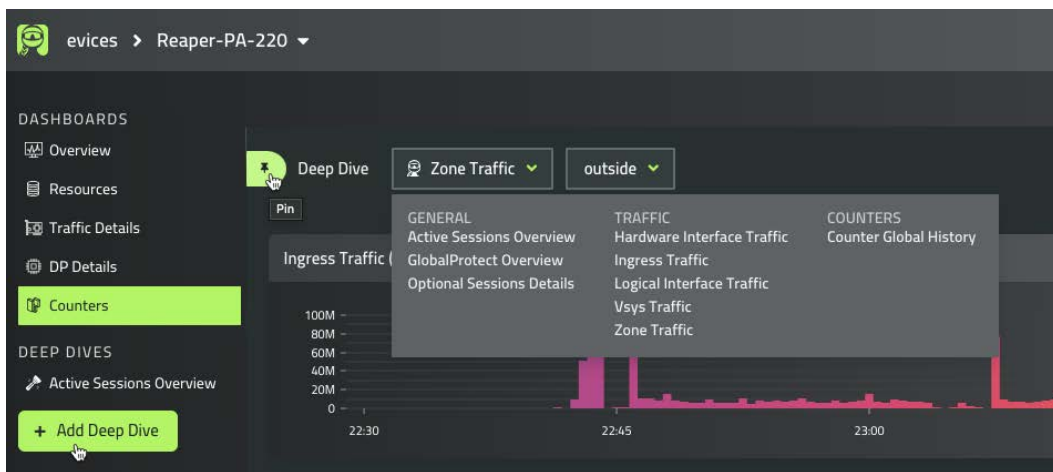 evices > Reaper-PA-220
DASHBOARDS
Overview
Resources
Traffic Details
DP Details
Counters
DEEP DIVES
Active Sessions Overview
+ Add Deep Dive
Deep Dive
Zone Traffic
outside
Pin
GENERAL
Active Sessions Overview
GlobalProtect Overview
Optional Sessions Details
TRAFFIC
Hardware Interface Traffic
Ingress Traffic
Logical Interface Traffic
Vsys Traffic
Zone Traffic
COUNTERS
Counter Global History
Ingress Traffic (
100M
80M
60M
40M
20M
0
22:30
22:45
23:00